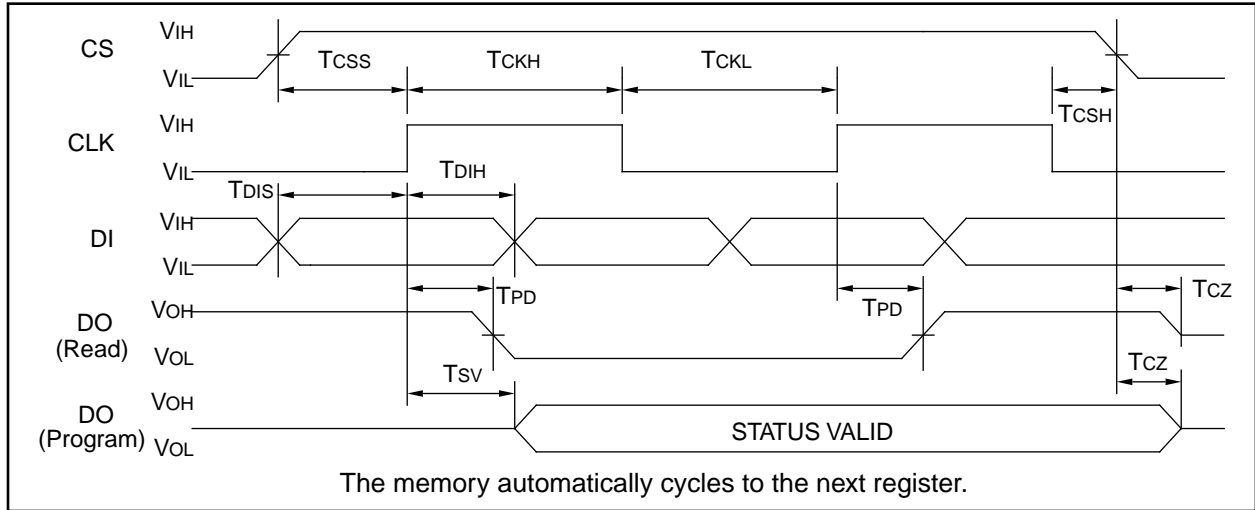 CS
VIH
VIL
TCSS
TCKH
TCKL
TCSH
CLK
VIH
VIL
TDIS
TDIH
DI
VIH
VIL
TPD
TPD
TCZ
DO
(Read)
VOH
VOL
TSV
TCZ
DO
(Program)
VOH
VOL
STATUS VALID
The memory automatically cycles to the next register.